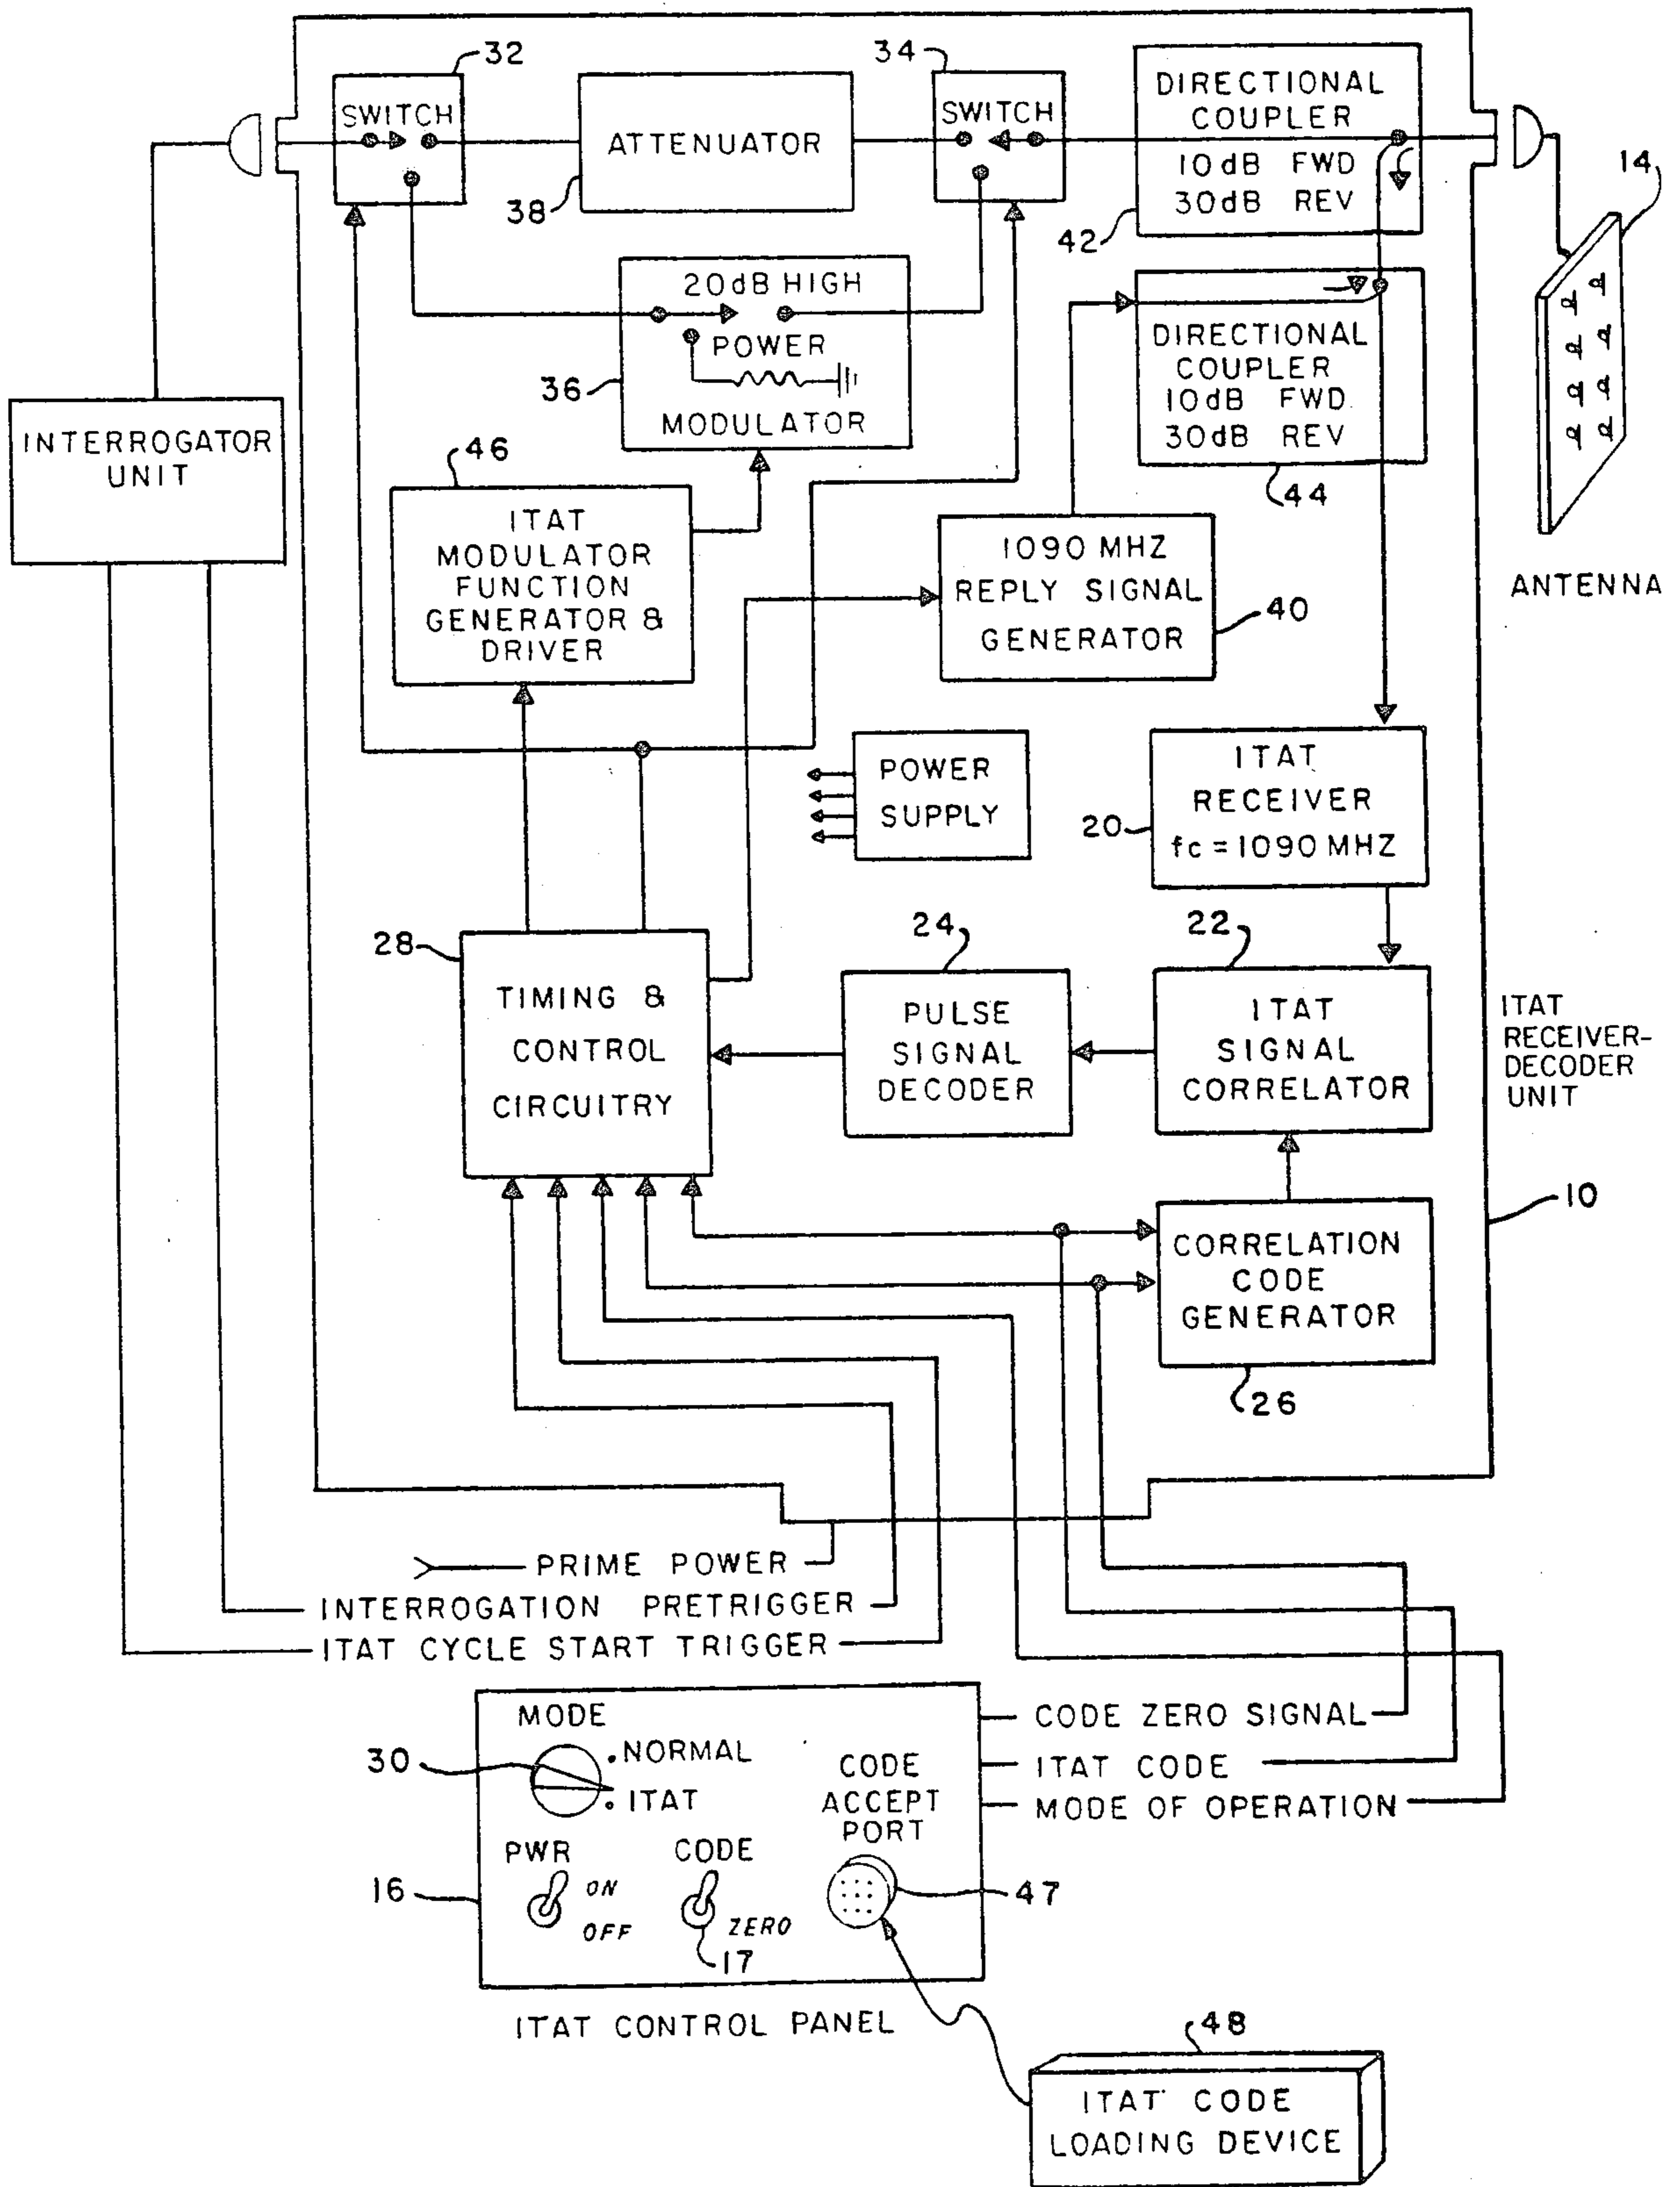 32
34
SWITCH
ATTENUATOR
38
SWITCH
DIRECTIONAL
COUPLER
10dB FWD
30dB REV
42
14
20dB HIGH
POWER
MODULATOR
36
DIRECTIONAL
COUPLER
10dB FWD.
30dB REV
44
INTERROGATOR
UNIT
46
ITAT
MODULATOR
FUNCTION
GENERATOR &
DRIVER
1090 MHZ
REPLY SIGNAL
GENERATOR
40
ANTENNA
POWER
SUPPLY
ITAT
RECEIVER
fc = 1090 MHZ
20
28
TIMING &
CONTROL
CIRCUITRY
24
PULSE
SIGNAL
DECODER
22
ITAT
SIGNAL
CORRELATOR
ITAT
RECEIVER-
DECODER
UNIT
10
CORRELATION
CODE
GENERATOR
26
PRIME POWER
INTERROGATION PRETRIGGER
ITAT CYCLE START TRIGGER
MODE
NORMAL
ITAT
30
CODE
ACCEPT
PORT
CODE ZERO SIGNAL
ITAT CODE
MODE OF OPERATION
PWR
ON
OFF
CODE
ZERO
17
16
47
ITAT CONTROL PANEL
48
ITAT CODE
LOADING DEVICE